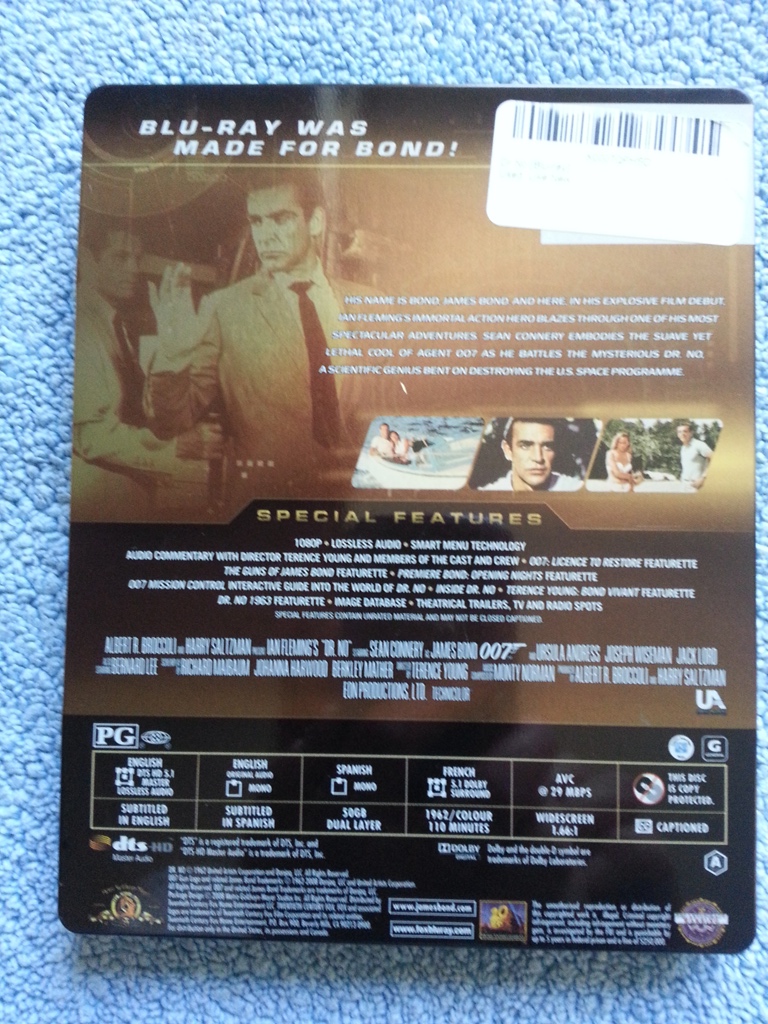 BLU-RAY WAS
MADE FOR BOND!
HIS NAME IS BOND, JAMES BOND. AND HERE, IN HIS EXPLOSIVE FILM DEBUT,
IAN FLEMING'S IMMORTAL ACTION HERO BLAZES THROUGH ONE OF HIS MOST
SPECTACULAR ADVENTURES. SEAN CONNERY EMBODIES THE SUAVE YET
LETHAL COOL OF AGENT 007 AS HE BATTLES THE MYSTERIOUS DR. NO,
A SCIENTIFIC GENIUS BENT ON DESTROYING THE U.S. SPACE PROGRAMME.
SPECIAL FEATURES
1080P • LOSSLESS AUDIO • SMART MENU TECHNOLOGY
AUDIO COMMENTARY WITH DIRECTOR TERENCE YOUNG AND MEMBERS OF THE CAST AND CREW • 007: LICENCE TO RESTORE FEATURETTE
THE GUNS OF JAMES BOND FEATURETTE • PREMIERE BOND: OPENING NIGHTS FEATURETTE
007 MISSION CONTROL INTERACTIVE GUIDE INTO THE WORLD OF DR. NO • INSIDE DR. NO • TERENCE YOUNG: BOND VIVANT FEATURETTE
DR. NO 1963 FEATURETTE • IMAGE DATABASE • THEATRICAL TRAILERS, TV AND RADIO SPOTS
SPECIAL FEATURES CONTAIN UNRATED MATERIAL AND MAY NOT BE CLOSED CAPTIONED.
ALBERT R. BROCCOLI AND HARRY SALTZMAN PRESENT IAN FLEMING'S "DR. NO" STARRING SEAN CONNERY AS JAMES BOND 007 URSULA ANDRESS JOSEPH WISEMAN JACK LORD
BERNARD LEE RICHARD MAIBAUM JOHANNA HARWOOD BERKLEY MATHER TERENCE YOUNG MONTY NORMAN ALBERT R. BROCCOLI AND HARRY SALTZMAN
EON PRODUCTIONS LTD. TECHNICOLOR
UA
PG
G
ENGLISH
DTS HD 5.1
MASTER
LOSSLESS AUDIO
ENGLISH
ORIGINAL AUDIO
MONO
SPANISH
MONO
FRENCH
5.1 DOLBY
SURROUND
AVC
@ 29 MBPS
THIS DISC
IS COPY
PROTECTED.
SUBTITLED
IN ENGLISH
SUBTITLED
IN SPANISH
50GB
DUAL LAYER
1962/COLOUR
110 MINUTES
WIDESCREEN
1.66:1
CC CAPTIONED
dts-HD
Master Audio
"DTS" is a registered trademark of DTS, Inc. and
"DTS-HD Master Audio" is a trademark of DTS, Inc.
DOLBY
DIGITAL
Dolby and the double-D symbol are
trademarks of Dolby Laboratories.
A
www.jamesbond.com
www.foxbluray.com